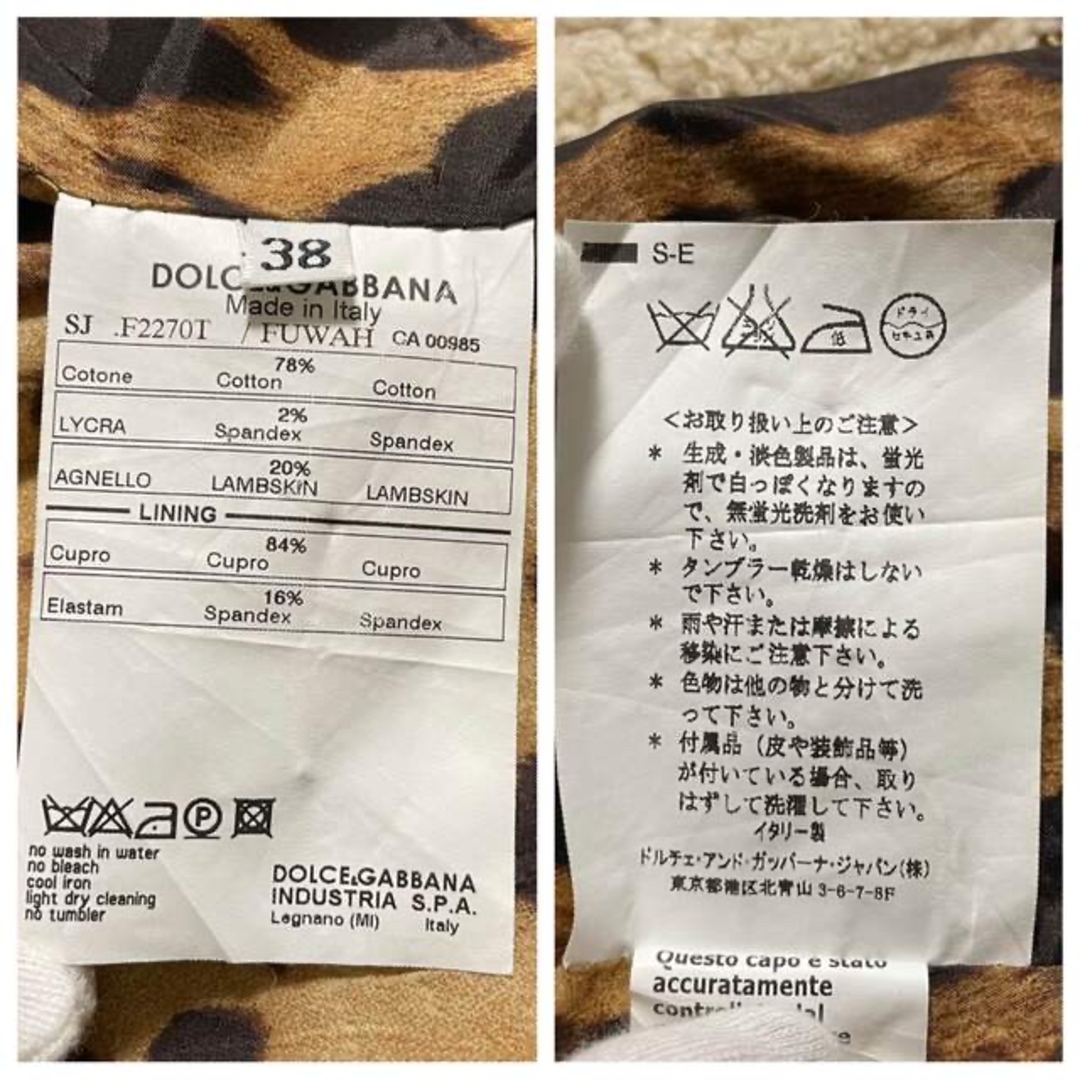 38
DOLCE&GABBANA
Made in Italy
SJ .F2270T / FUWAH CA 00985
78%
Cotone Cotton Cotton
2%
LYCRA Spandex Spandex
20%
AGNELLO LAMBSKIN LAMBSKIN
LINING
84%
Cupro Cupro Cupro
16%
Elastam Spandex Spandex
P
no wash in water
no bleach
cool iron
light dry cleaning
no tumbler
DOLCE&GABBANA
INDUSTRIA S.P.A.
Legnano (MI) Italy
S-E
低
ドライ
セキユ系
<お取り扱い上のご注意>
* 生成・淡色製品は、蛍光
剤で白っぽくなりますの
で、無蛍光洗剤をお使い
下さい。
* タンブラー乾燥はしない
で下さい。
* 雨や汗または摩擦による
移染にご注意下さい。
* 色物は他の物と分けて洗
って下さい。
* 付属品（皮や装飾品等）
が付いている場合、取り
はずして洗濯して下さい。
イタリー製
ドルチェ・アンド・ガッバーナ・ジャパン(株)
東京都港区北青山 3-6-7-8F
Questo capo è stato
accuratamente